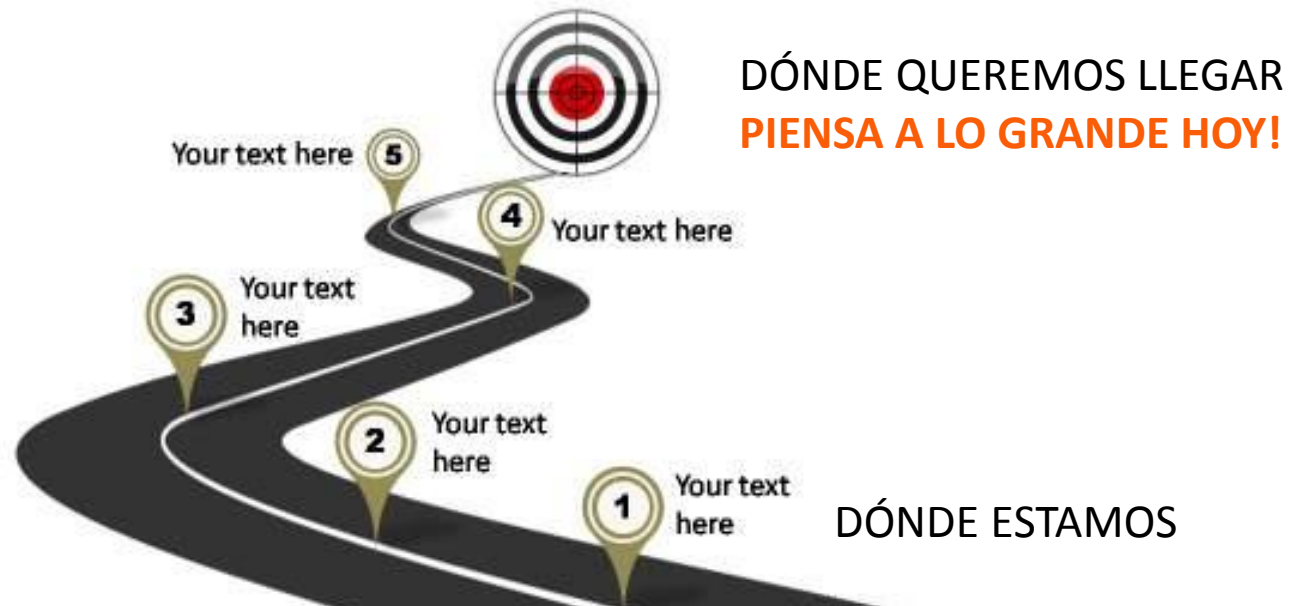 DÓNDE QUEREMOS LLEGAR
PIENSA A LO GRANDE HOY!
Your text here
5
4
Your text here
3
Your text
here
2
Your text
here
1
Your text
here
DÓNDE ESTAMOS